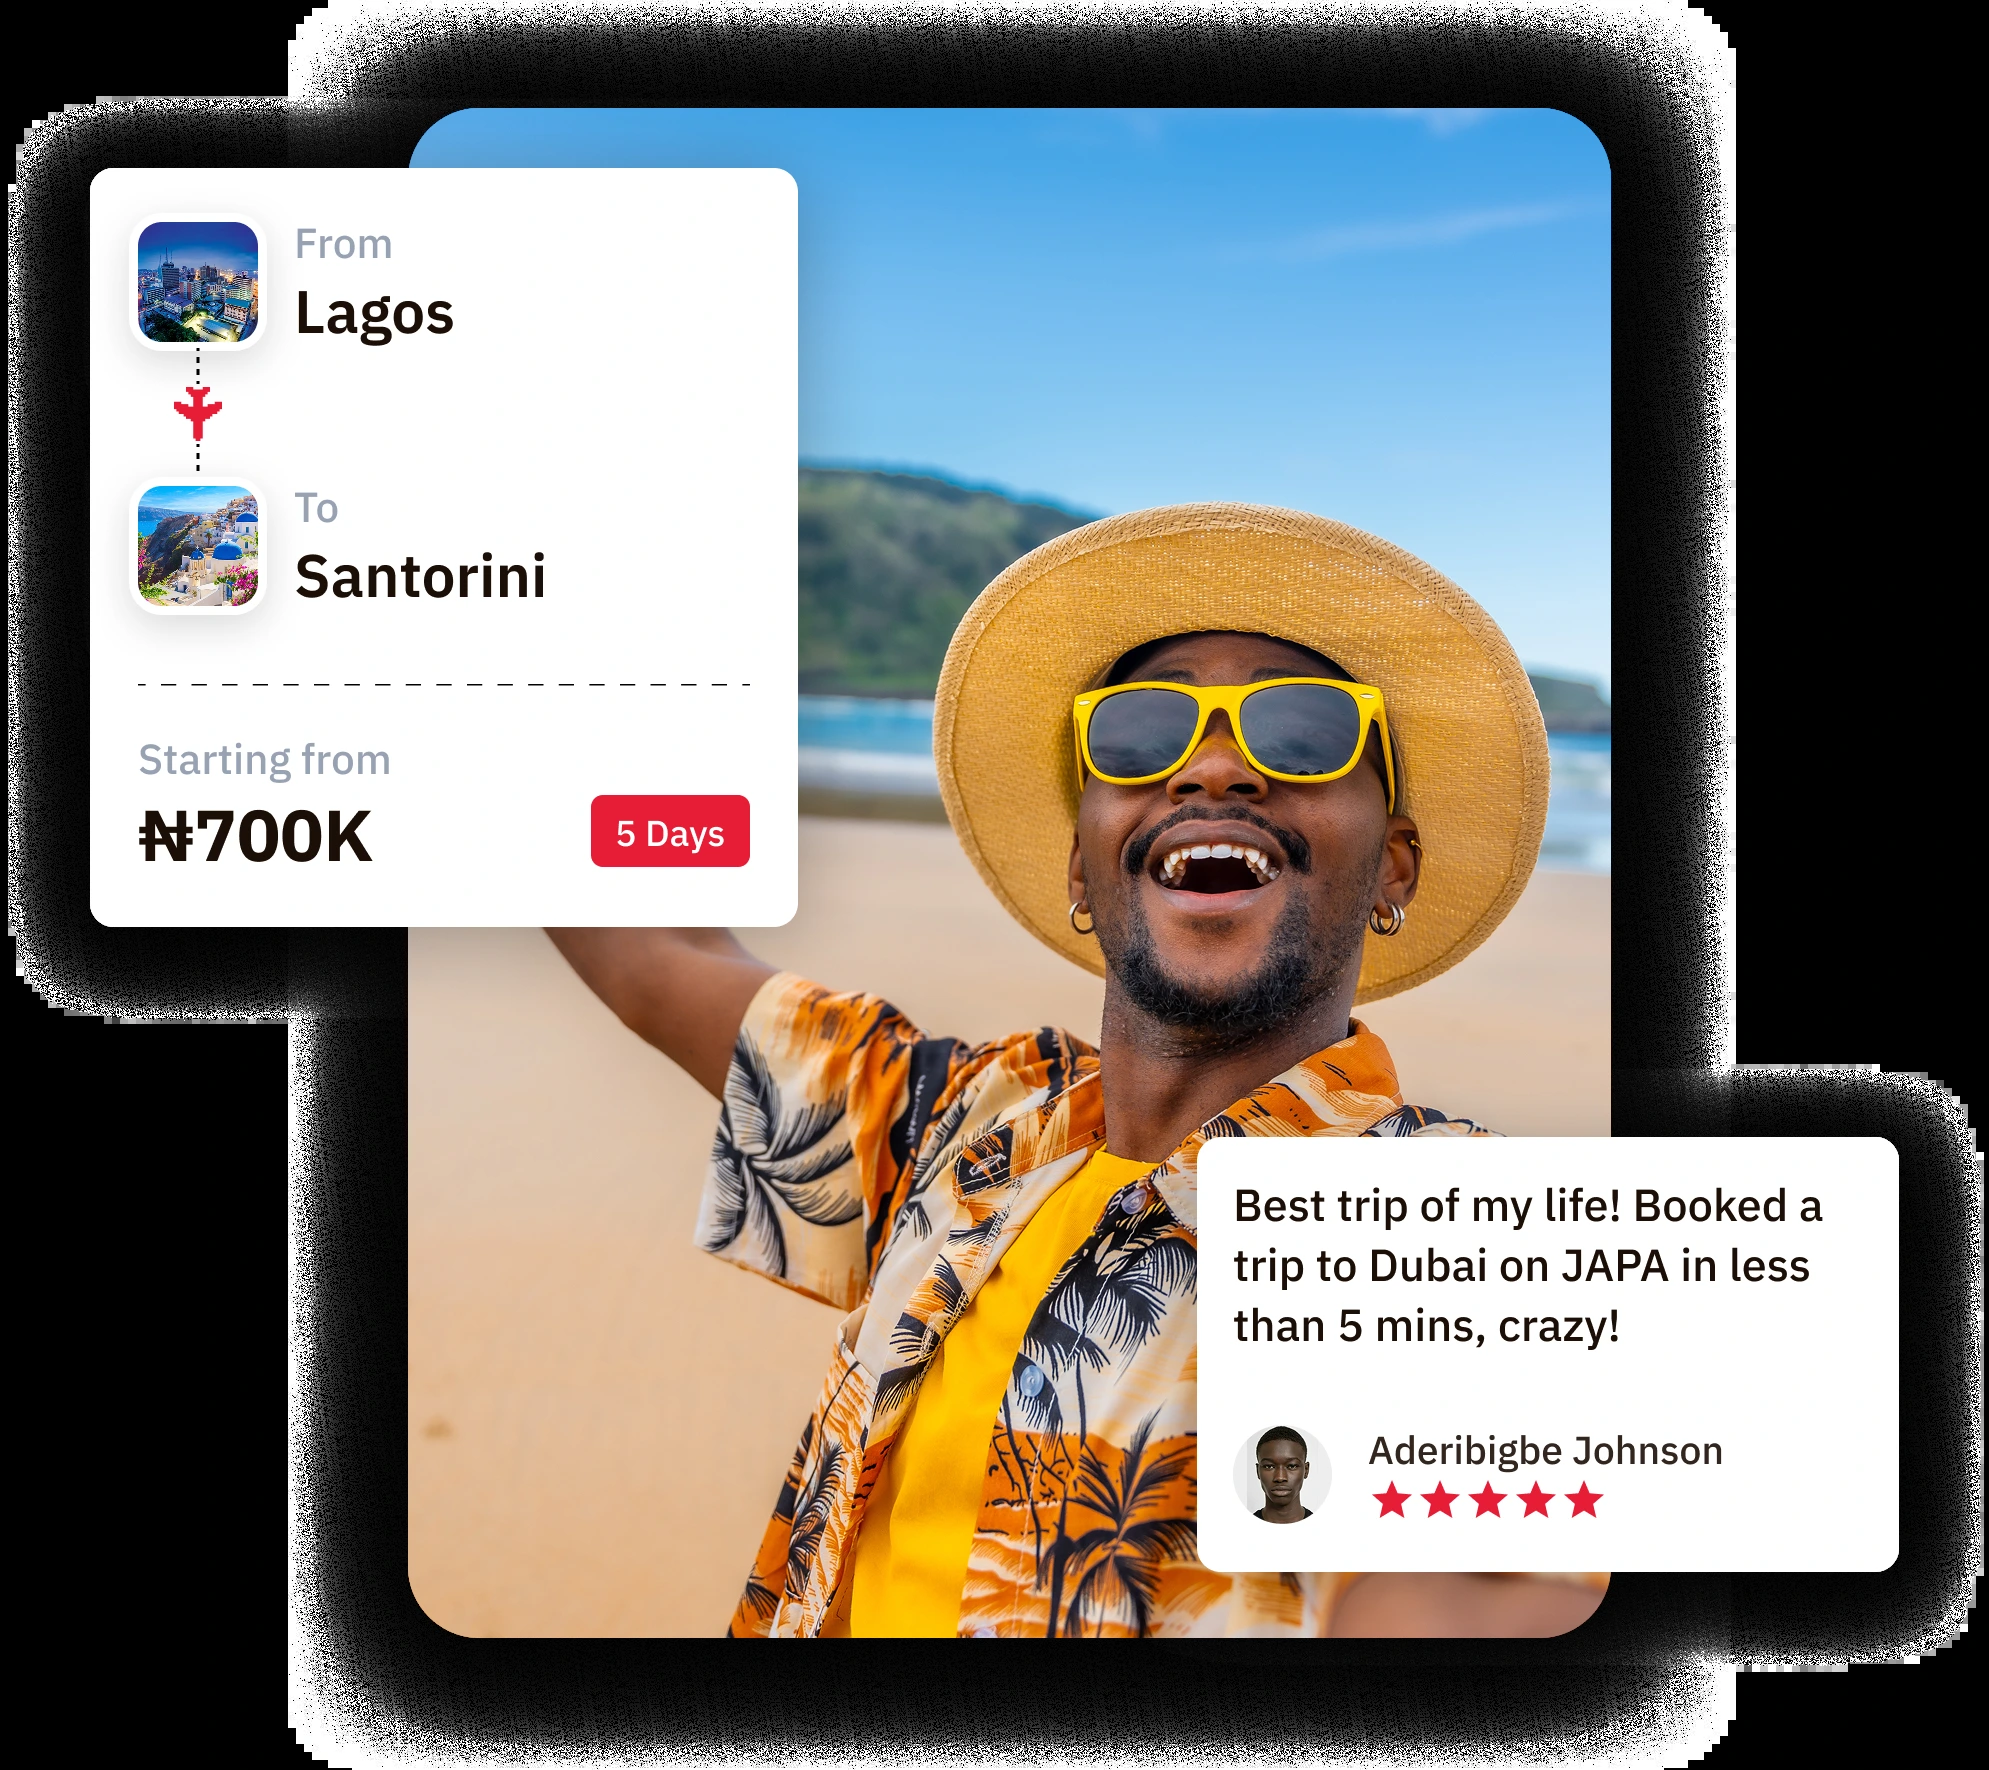 From
Lagos
To
Santorini
Starting from
₦700K
5 Days
Best trip of my life! Booked a
trip to Dubai on JAPA in less
than 5 mins, crazy!
Aderibigbe Johnson